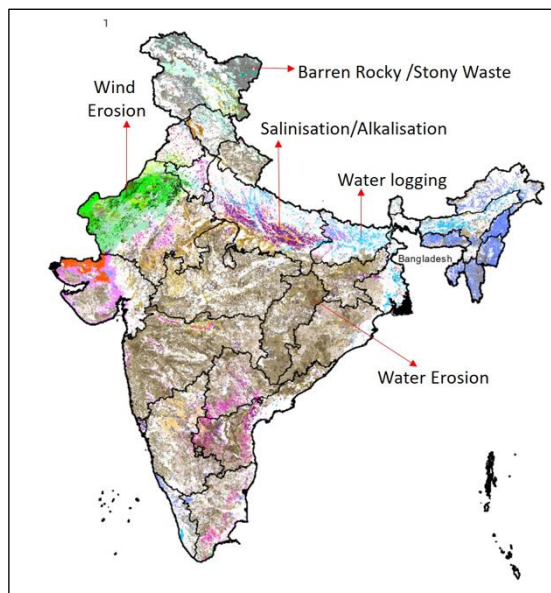 1
Barren Rocky /Stony Waste
Wind
Erosion
Salinisation/Alkalisation
Water logging
Bangladesh
Water Erosion